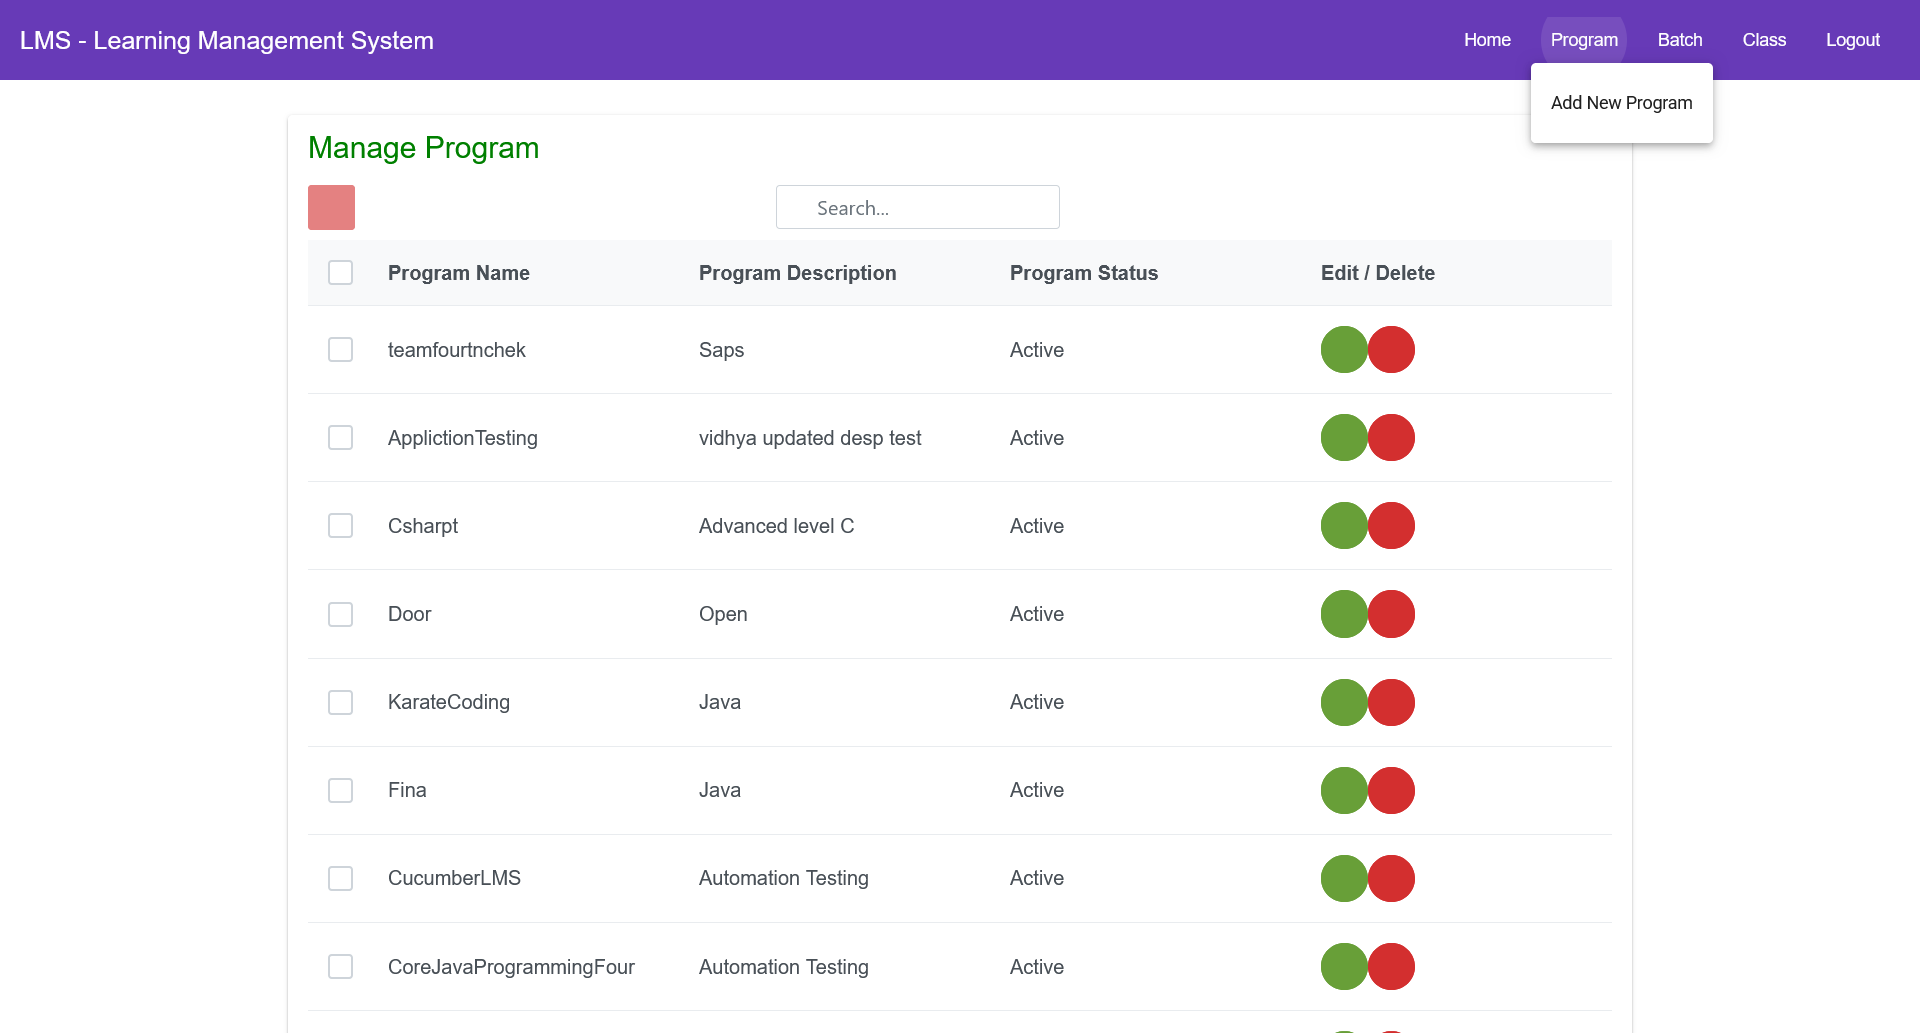 LMS - Learning Management System
Home Program Batch Class Logout
Add New Program
Manage Program
Search...
Program Name Program Description Program Status Edit / Delete
teamfourtnchek Saps Active
ApplictionTesting vidhya updated desp test Active
Csharpt Advanced level C Active
Door Open Active
KarateCoding Java Active
Fina Java Active
CucumberLMS Automation Testing Active
CoreJavaProgrammingFour Automation Testing Active